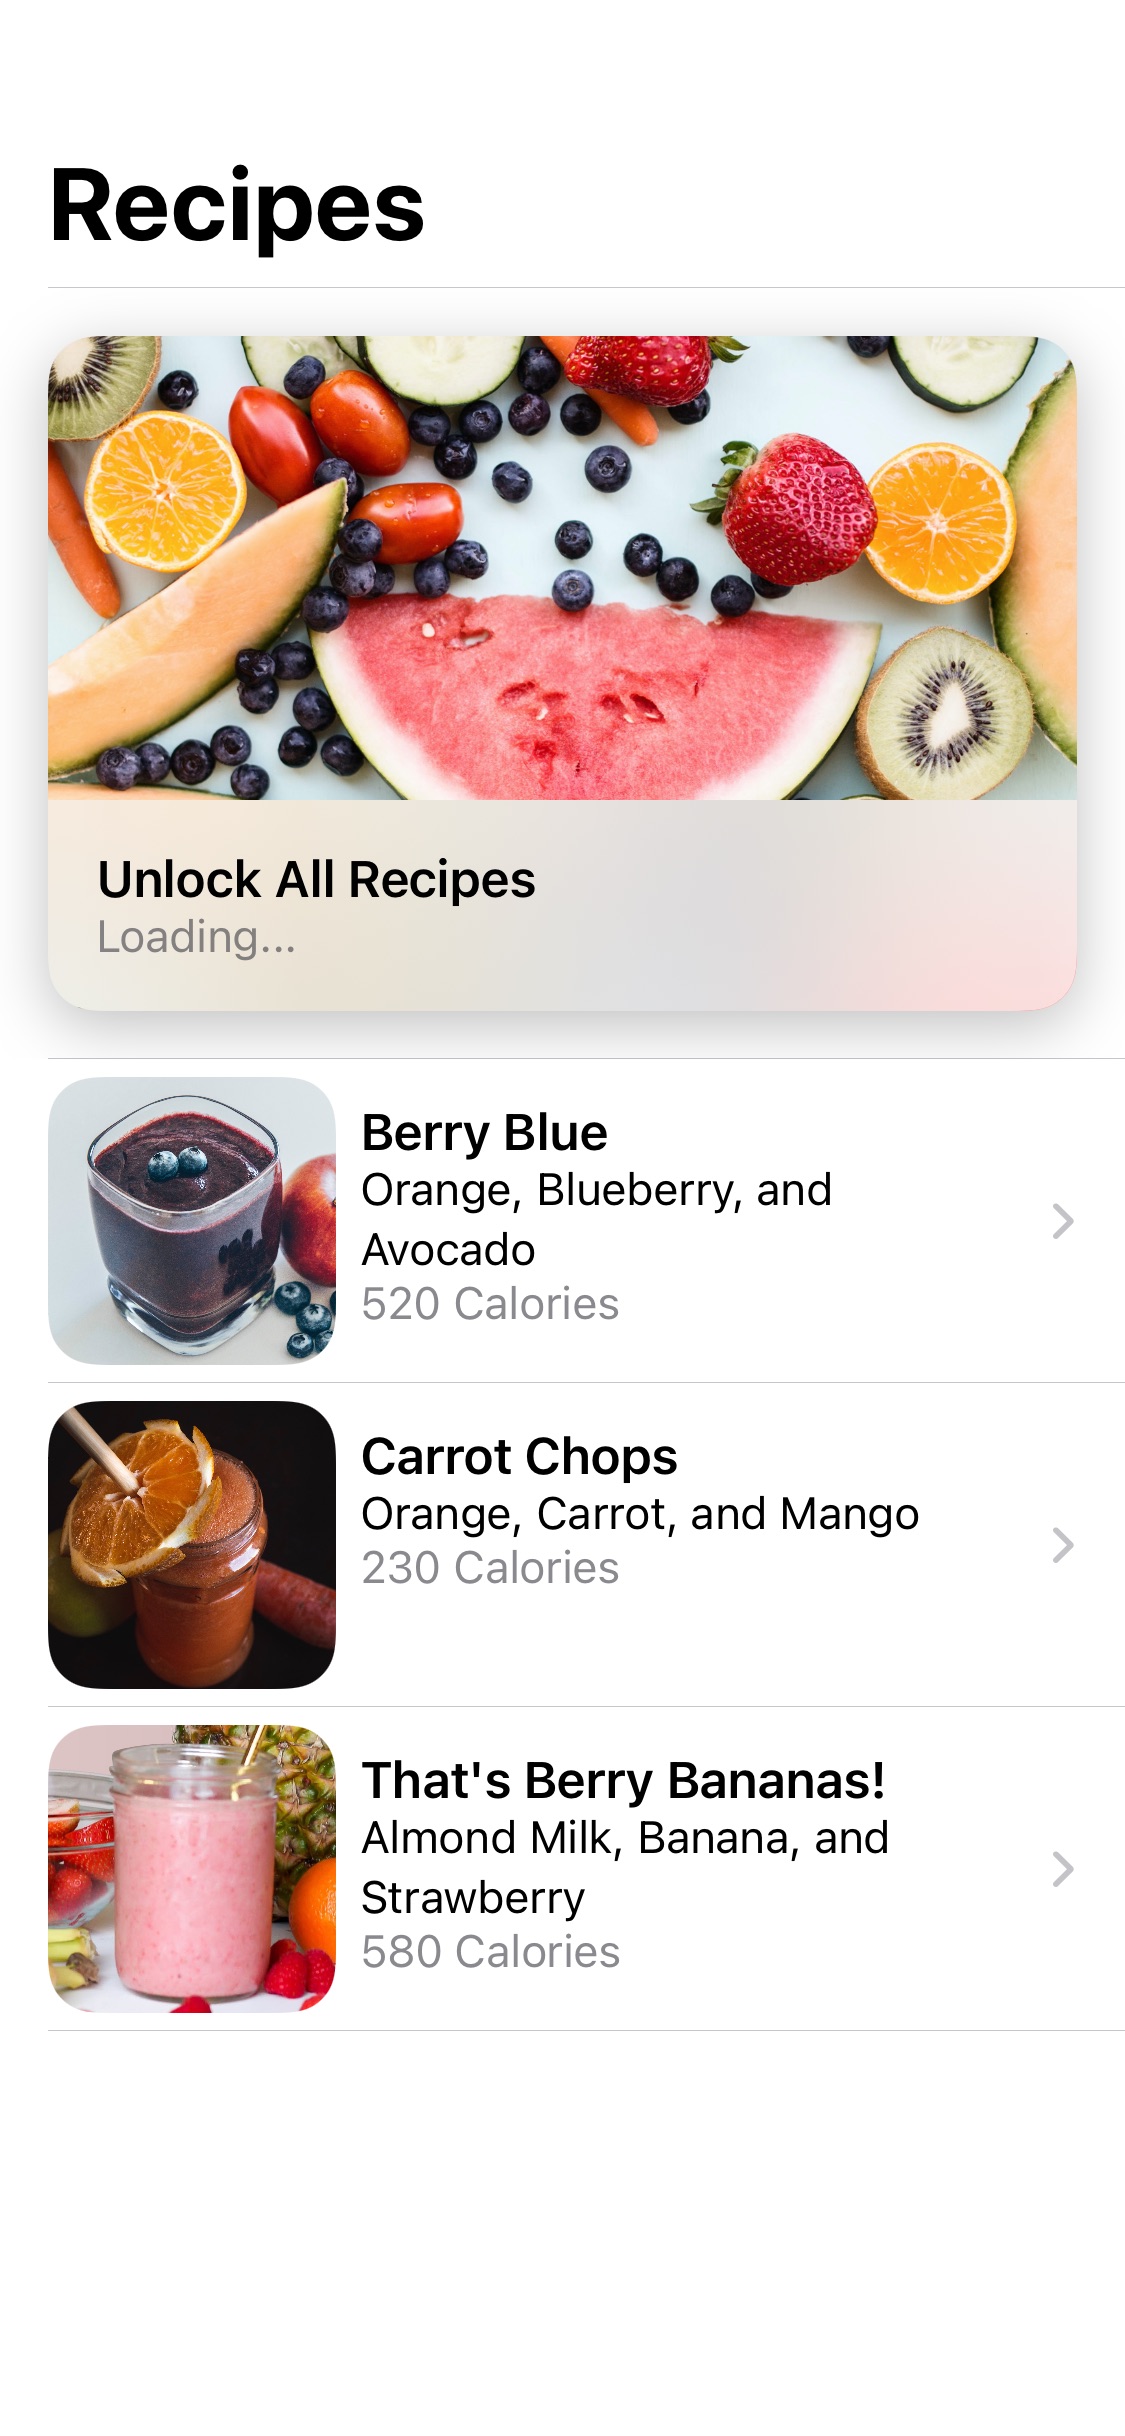 Recipes
Unlock All Recipes
Loading...
Berry Blue
Orange, Blueberry, and
Avocado
520 Calories
Carrot Chops
Orange, Carrot, and Mango
230 Calories
That's Berry Bananas!
Almond Milk, Banana, and
Strawberry
580 Calories